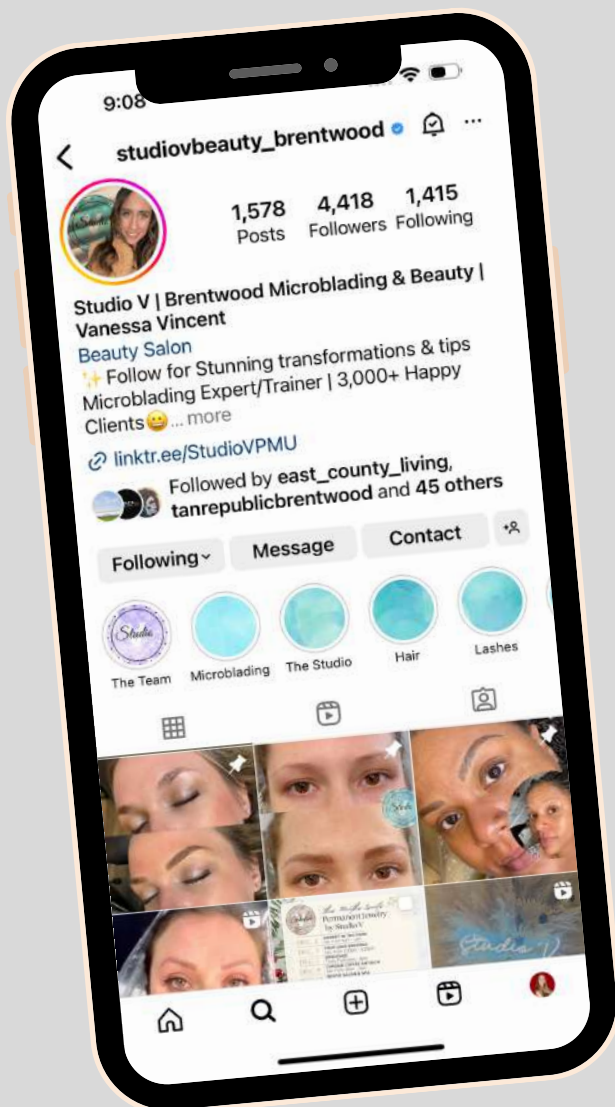 9:08
studiovbeauty_brentwood
1,578 4,418 1,415
Posts Followers Following
Studio V | Brentwood Microblading & Beauty |
Vanessa Vincent
Beauty Salon
✨ Follow for Stunning transformations & tips
Microblading Expert/Trainer | 3,000+ Happy
Clients😀... more
linktr.ee/StudioVPMU
Followed by east_county_living,
tanrepublicbrentwood and 45 others
Following Message Contact
Studio
The Team Microblading The Studio Hair Lashes
Studio
Permanent Jewelry
by Studio V
Studio V